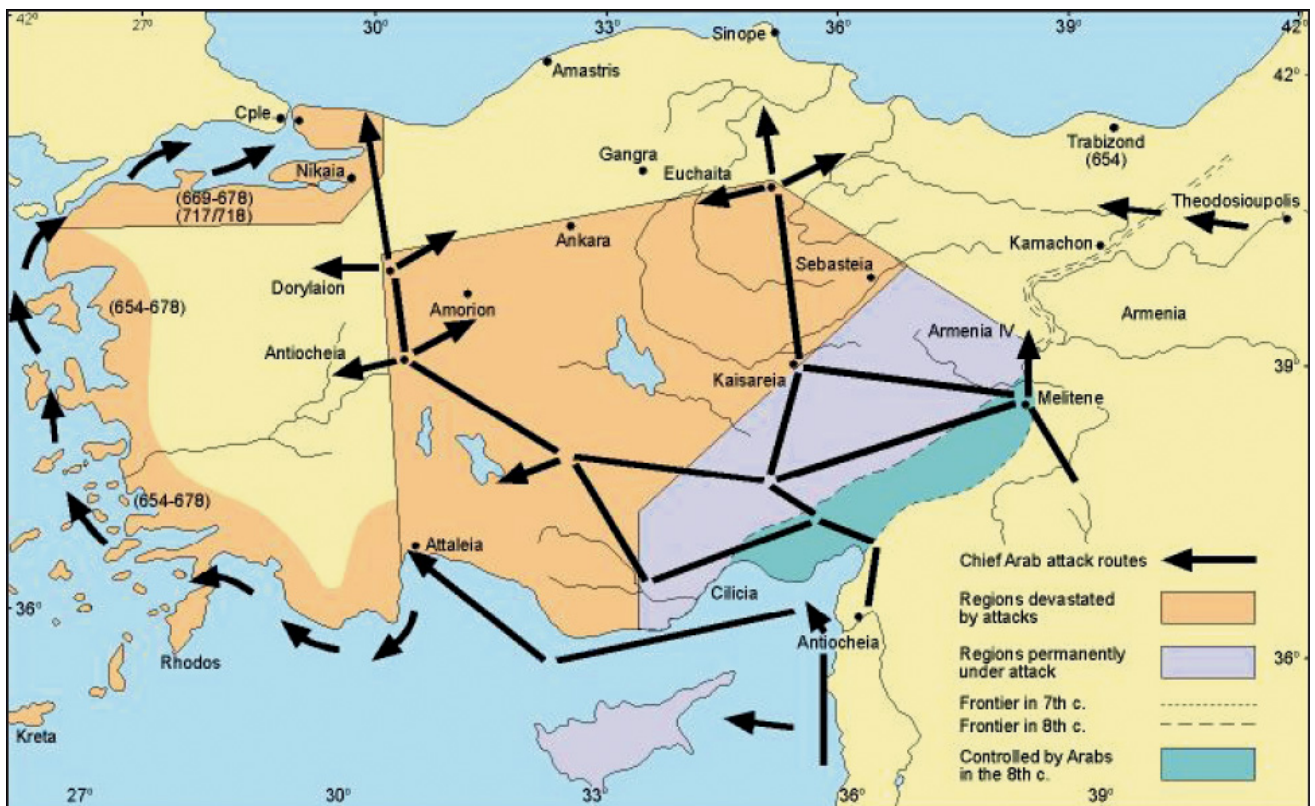 42°
27°
30°
33°
36°
39°
42°
Sinope
Amastris
42°
Cple
Trabizond
(654)
Gangra
Nikaia
Euchaita
(669-678)
(717/718)
Theodosioupolis
Ankara
Kamachon
Sebasteia
Dorylaion
Amorion
(654-678)
Armenia
Armenia IV
Antiocheia
39°
39°
Kaisareia
Melitene
(654-678)
Attaleia
Chief Arab attack routes
Cilicia
Regions devastated
by attacks
36°
Antiocheia
Rhodos
Regions permanently
under attack
36°
Frontier in 7th c.
Frontier in 8th c.
Kreta
Controlled by Arabs
in the 8th c.
27°
30°
33°
36°
39°